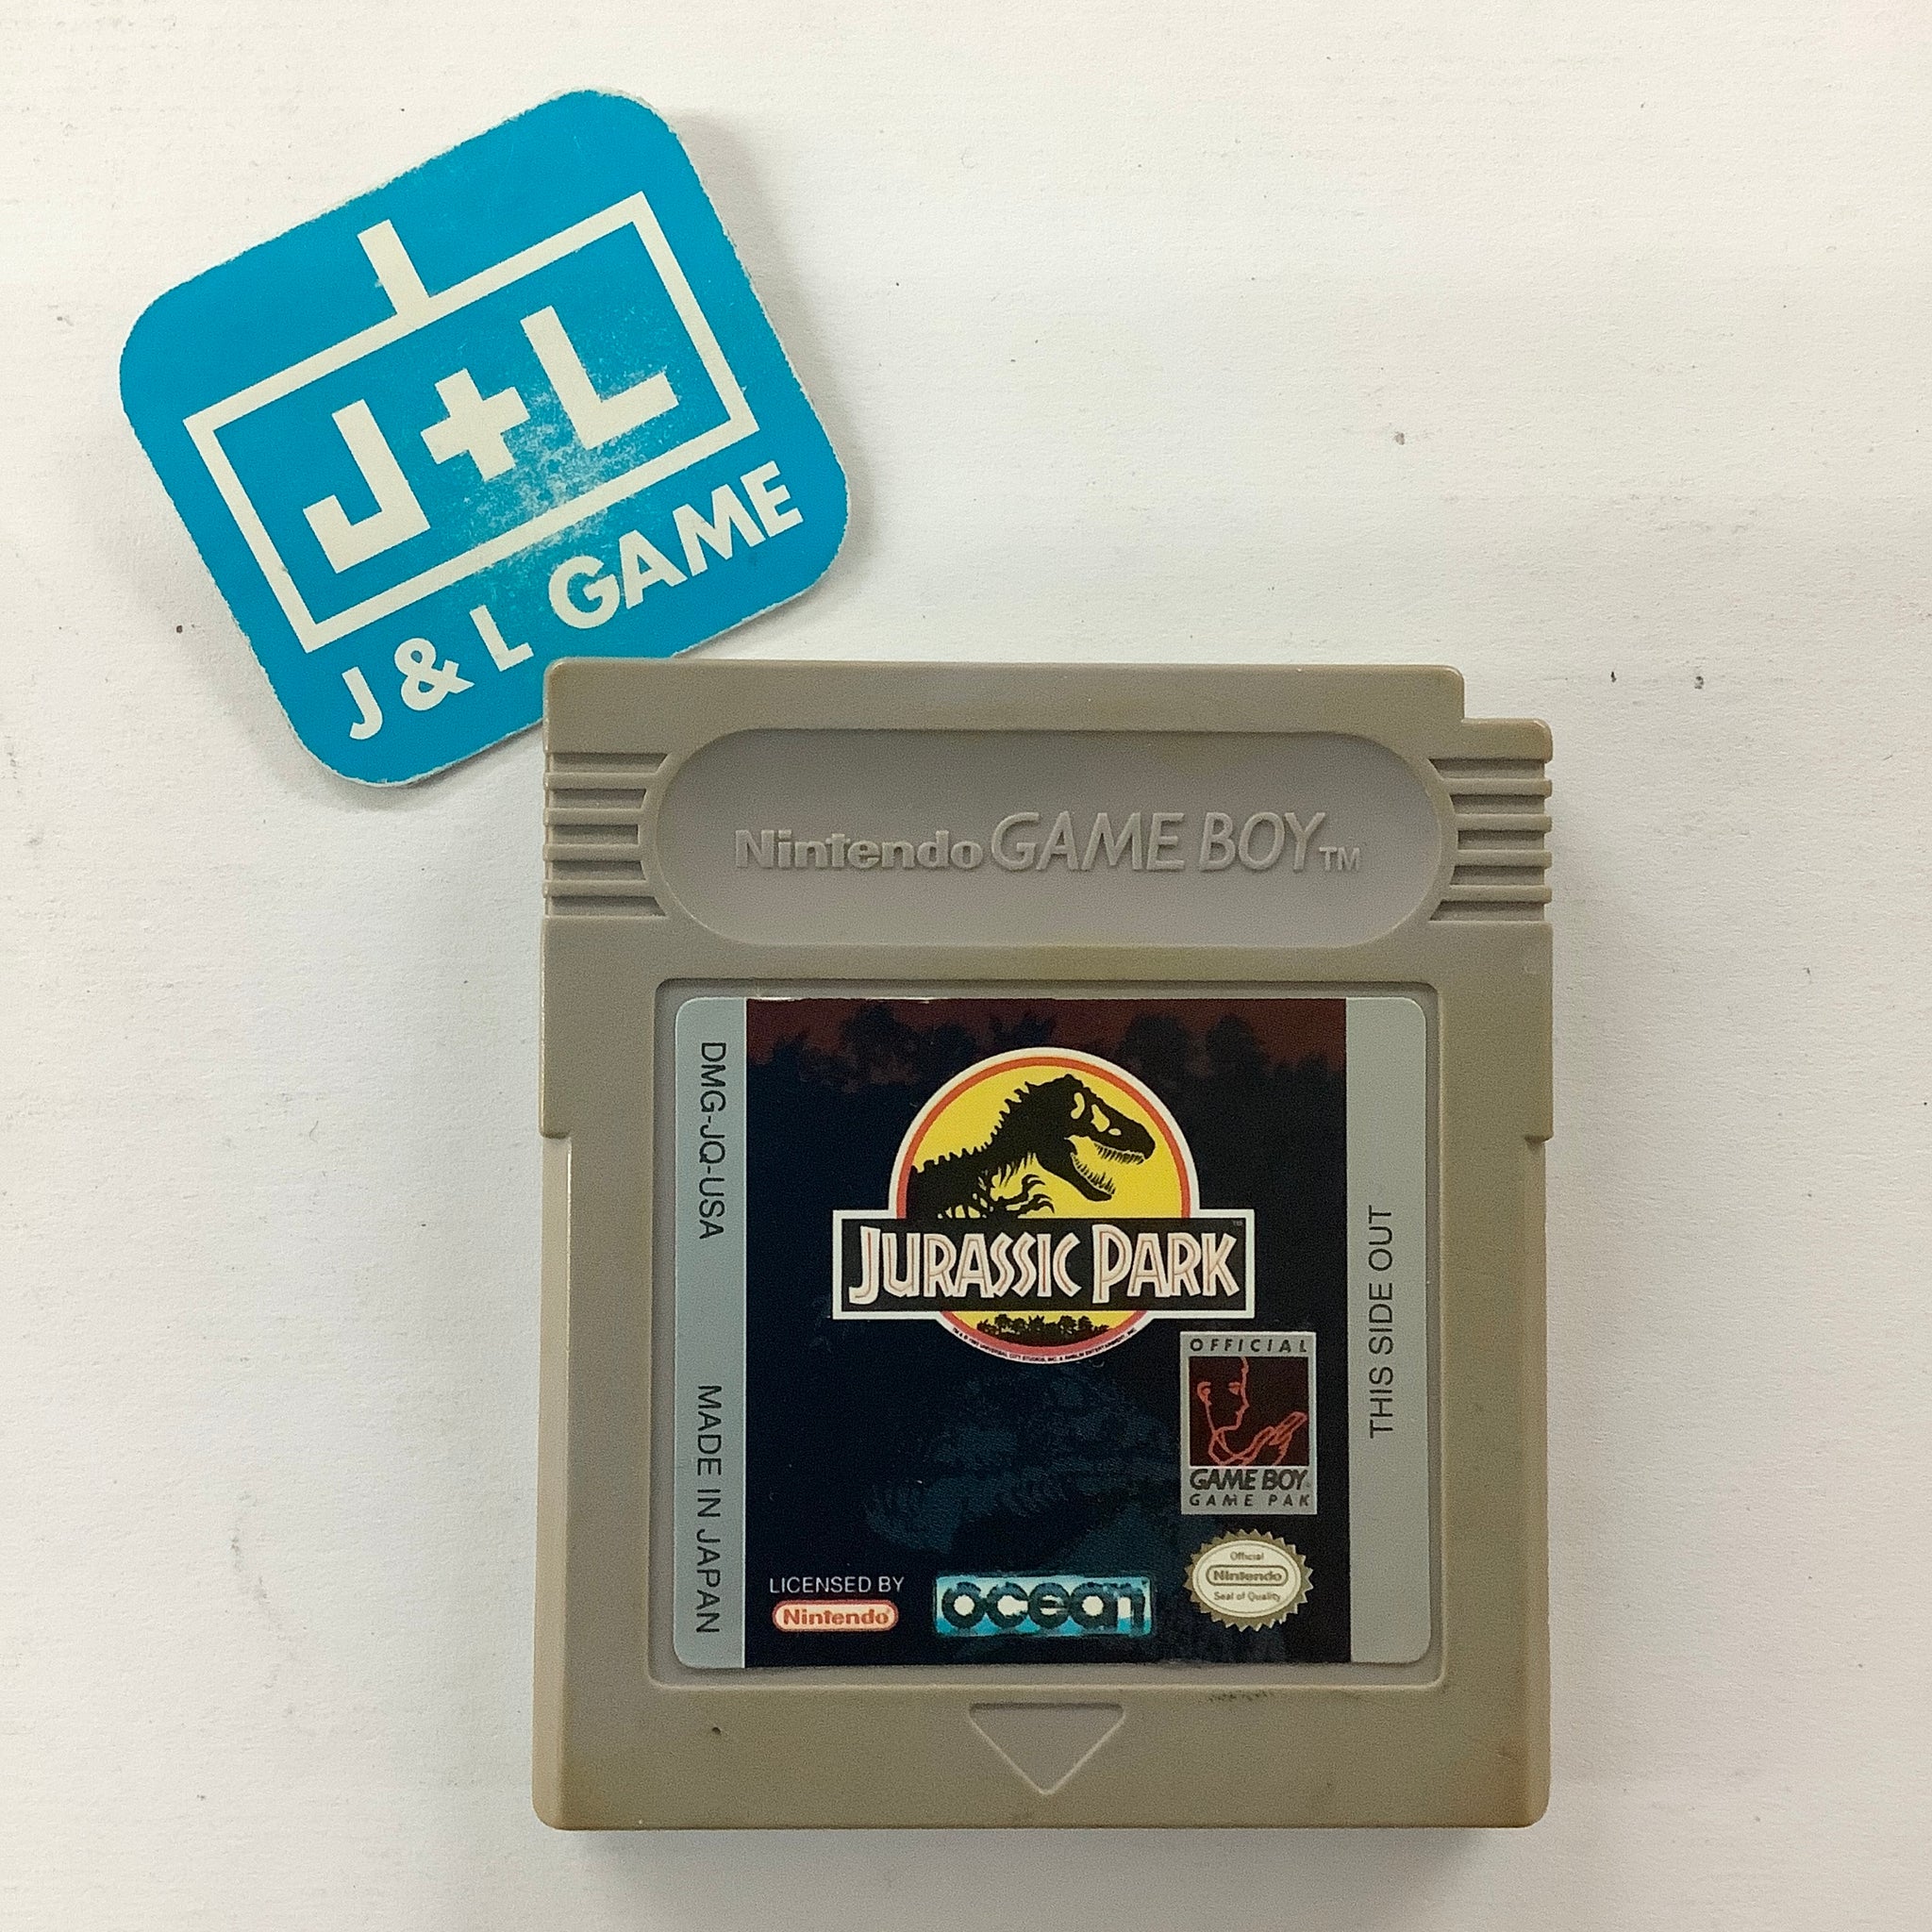 J+L
J & L GAME
Nintendo GAME BOY TM
DMG-JQ-USA
MADE IN JAPAN
JURASSIC PARK
THIS SIDE OUT
OFFICIAL
GAME BOY
GAME PAK
LICENSED BY
Nintendo
ocean
Official
Nintendo
Seal of Quality